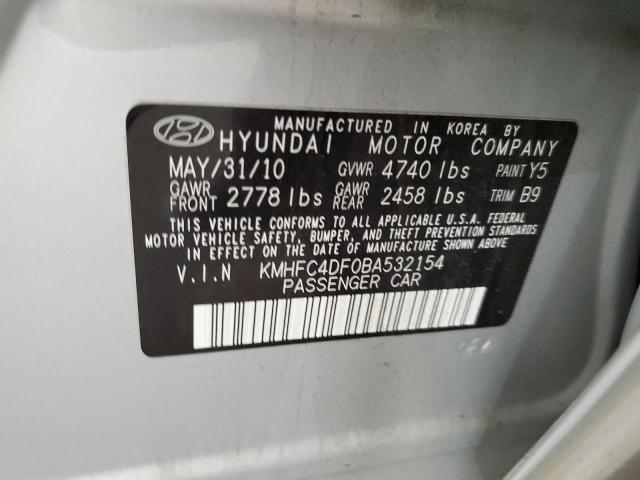 MANUFACTURED IN KOREA BY
HYUNDAI MOTOR COMPANY
MAY/31/10 GVWR 4740 lbs PAINT Y5
GAWR FRONT 2778 lbs GAWR REAR 2458 lbs TRIM B9
THIS VEHICLE CONFORMS TO ALL APPLICABLE U.S.A. FEDERAL
MOTOR VEHICLE SAFETY, BUMPER, AND THEFT PREVENTION STANDARDS
IN EFFECT ON THE DATE OF MANUFACTURE SHOWN ABOVE
V.I.N KMHFC4DF0BA532154
PASSENGER CAR